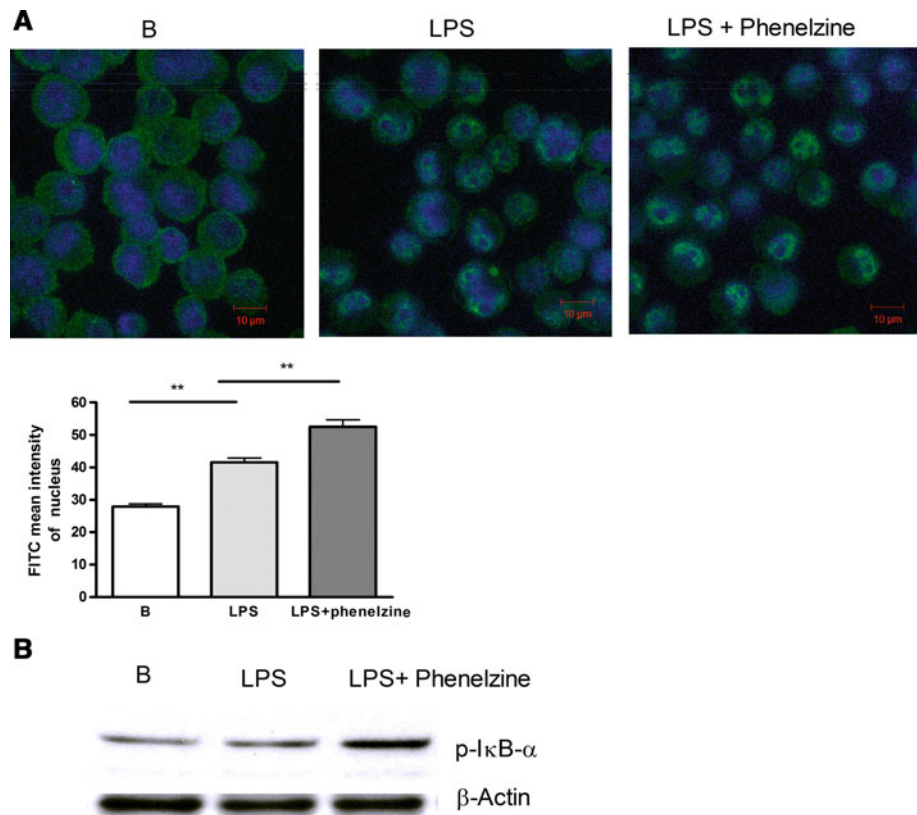 A
B LPS LPS + Phenelzine
10 µm 10 µm 10 µm
** **
FITC mean intensity
of nucleus
60
50
40
30
20
10
0
B LPS LPS+phenelzine
B
B LPS LPS+ Phenelzine
p-IκB-α
β-Actin